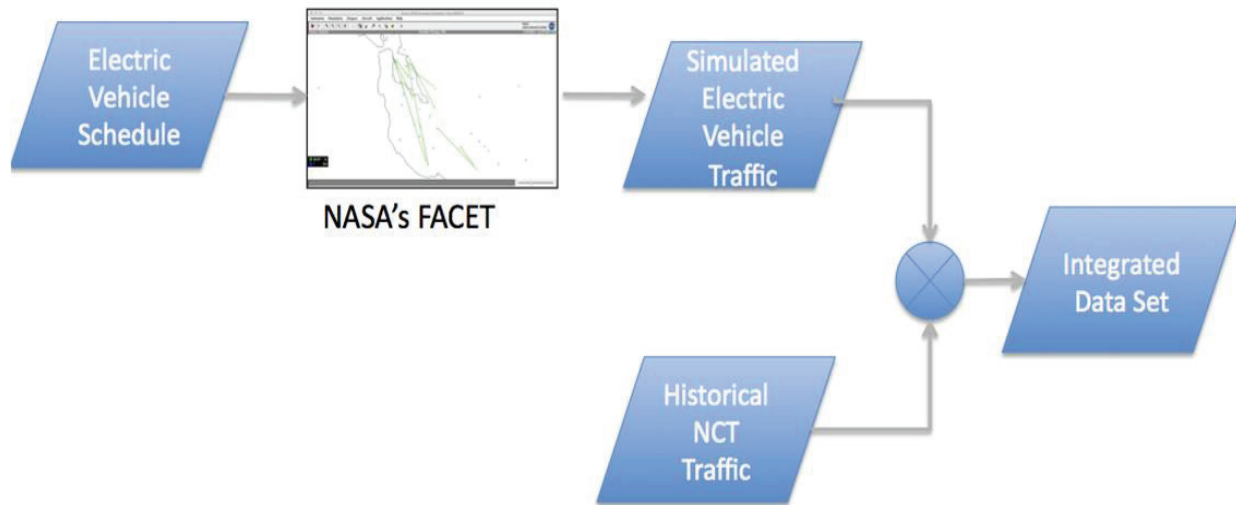 Electric
Vehicle
Schedule
NASA's FACET
Simulated
Electric
Vehicle
Traffic
Integrated
Data Set
Historical
NCT
Traffic